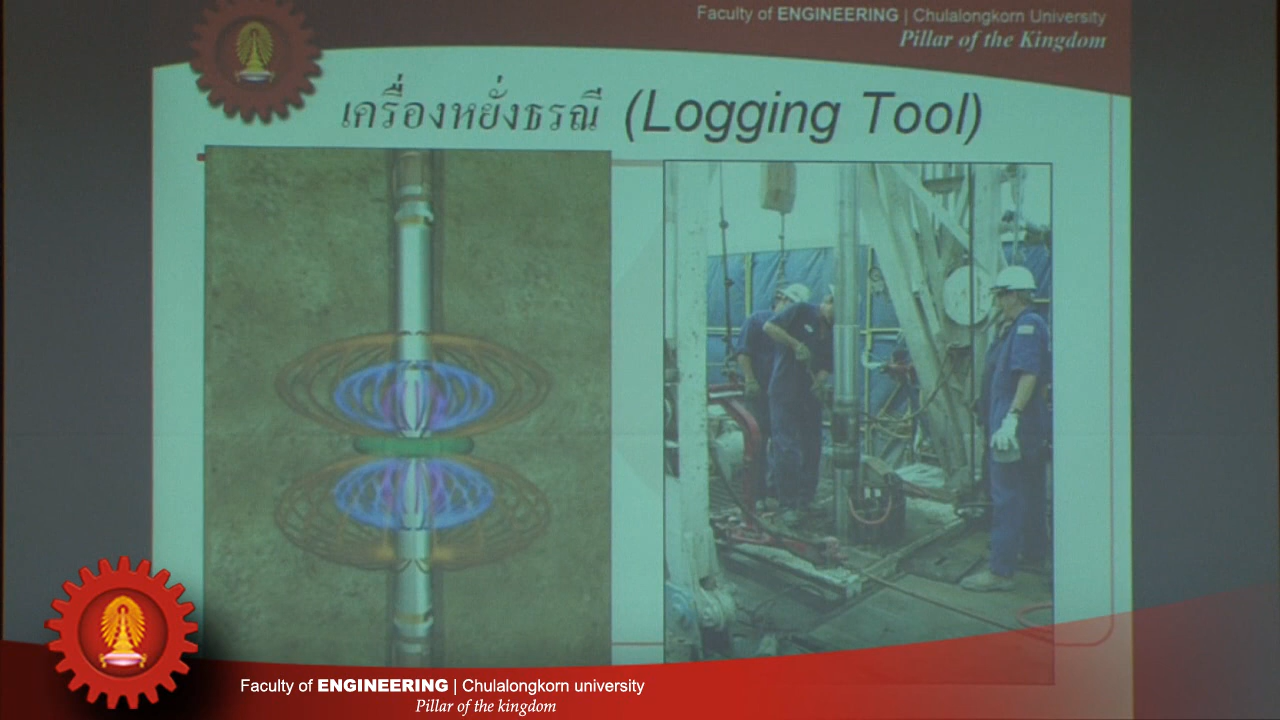 Faculty of ENGINEERING | Chulalongkorn University
Pillar of the Kingdom
เครื่องหยั่งธรณี (Logging Tool)
Faculty of ENGINEERING | Chulalongkorn university
Pillar of the kingdom